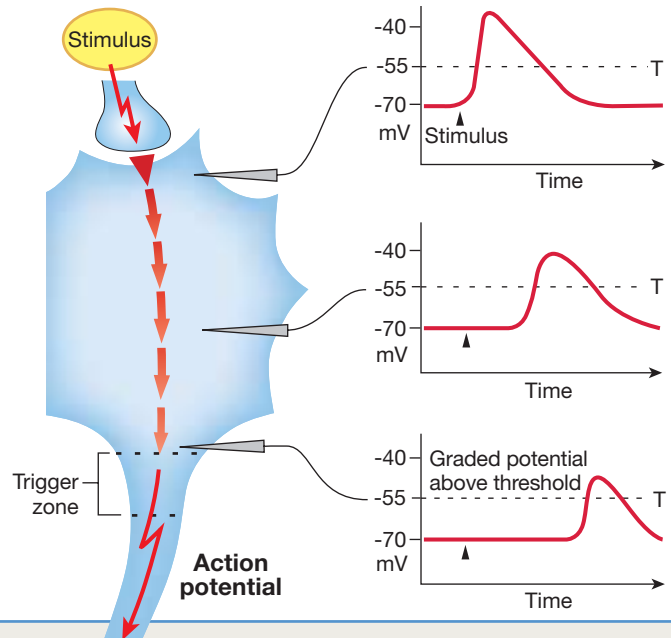 Stimulus
-40
-55
T
-70
mV
Stimulus
Time
-40
-55
T
-70
mV
Time
-40
Graded potential
above threshold
-55
T
-70
mV
Time
Trigger
zone
Action
potential